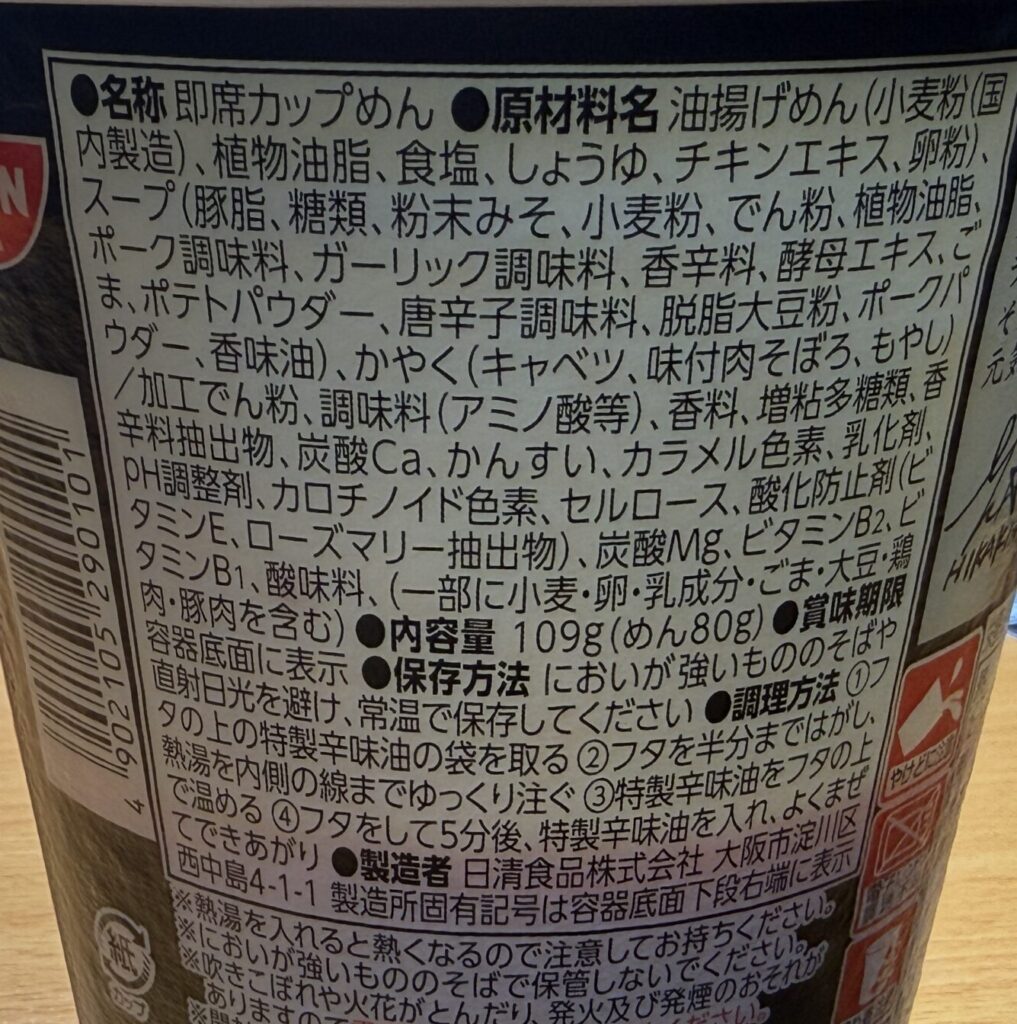 ●名称 即席カップめん ●原材料名 油揚げめん(小麦粉(国
内製造)、植物油脂、食塩、しょうゆ、チキンエキス、卵粉)、
スープ(豚脂、糖類、粉末みそ、小麦粉、でん粉、植物油脂、
ポーク調味料、ガーリック調味料、香辛料、酵母エキス、ご
ま、ポテトパウダー、唐辛子調味料、脱脂大豆粉、ポークパ
ウダー、香味油)、かやく(キャベツ、味付肉そぼろ、もやし)
/加工でん粉、調味料(アミノ酸等)、香料、増粘多糖類、香
辛料抽出物、炭酸Ca、かんすい、カラメル色素、乳化剤、
pH調整剤、カロチノイド色素、セルロース、酸化防止剤(ビ
タミンE、ローズマリー抽出物)、炭酸Mg、ビタミンB2、ビ
タミンB1、酸味料、(一部に小麦・卵・乳成分・ごま・大豆・鶏
肉・豚肉を含む) ●内容量 109g(めん80g) ●賞味期限
容器底面に表示 ●保存方法 においが強いもののそばや
直射日光を避け、常温で保存してください ●調理方法 ①フ
タの上の特製辛味油の袋を取る ②フタを半分まではがし、
熱湯を内側の線までゆっくり注ぐ ③特製辛味油をフタの上
で温める ④フタをして5分後、特製辛味油を入れ、よくまぜ
てできあがり ●製造者 日清食品株式会社 大阪市淀川区
西中島4-1-1 製造所固有記号は容器底面下段右端に表示
※熱湯を入れると熱くなるので注意してお持ちください。
※においが強いもののそばで保管しないでください。
※吹きこぼれや火花がとんだり、発火及び発煙のおそれが
ありますので
4 902105 529010
紙
カップ
やけどに注